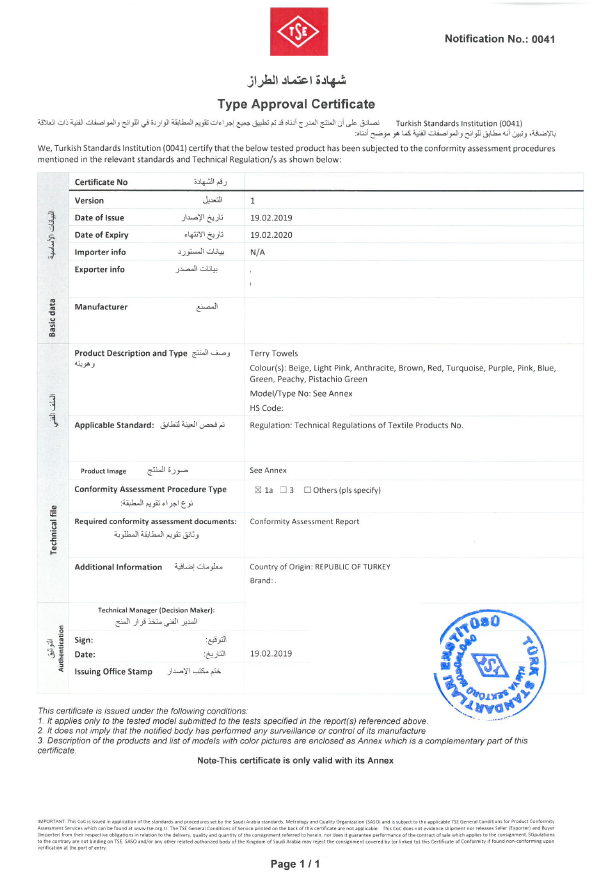 TSE
Notification No.: 0041
شهادة اعتماد الطراز
Type Approval Certificate
Turkish Standards Institution (0041) نصادق على أن المنتج المدرج أدناه قد تم تطبيق جميع إجراءات تقويم المطابقة الواردة في اللوائح والمواصفات الفنية ذات العلاقة
بالإضافة، وتبين أنه مطابق للوائح والمواصفات الفنية كما هو موضح أدناه:
We, Turkish Standards Institution (0041) certify that the below tested product has been subjected to the conformity assessment procedures
mentioned in the relevant standards and Technical Regulation/s as shown below:
البيانات الأساسية
Basic data
Certificate No رقم الشهادة
Version التعديل 1
Date of Issue تاريخ الإصدار 19.02.2019
Date of Expiry تاريخ الانتهاء 19.02.2020
Importer info بيانات المستورد N/A
Exporter info بيانات المصدر
Manufacturer المصنع
الملف الفني
Technical file
Product Description and Type وصف المنتج Terry Towels
وهويته
Colour(s): Beige, Light Pink, Anthracite, Brown, Red, Turquoise, Purple, Pink, Blue,
Green, Peachy, Pistachio Green
Model/Type No: See Annex
HS Code:
Applicable Standard: تم فحص العينة لتطابق Regulation: Technical Regulations of Textile Products No.
Product Image صورة المنتج See Annex
Conformity Assessment Procedure Type ☒ 1a ☐ 3 ☐ Others (pls specify)
نوع اجراء تقويم المطبقة:
Required conformity assessment documents: Conformity Assessment Report
وثائق تقويم المطابقة المطلوبة
Additional Information معلومات إضافية Country of Origin: REPUBLIC OF TURKEY
Brand: .
التوثيق
Authentication
Technical Manager (Decision Maker):
المدير الفني متخذ قرار المنح
Sign: التوقيع:
Date: التاريخ: 19.02.2019
Issuing Office Stamp ختم مكتب الإصدار
TÜRK STANDARTLARI ENSTİTÜSÜ
TSE
This certificate is issued under the following conditions:
1. It applies only to the tested model submitted to the tests specified in the report(s) referenced above.
2. It does not imply that the notified body has performed any surveillance or control of its manufacture
3. Description of the products and list of models with color pictures are enclosed as Annex which is a complementary part of this
certificate.
Note-This certificate is only valid with its Annex
IMPORTANT: This CoC is issued in application of the standards and procedures set by the Saudi Arabia standards, Metrology and Quality Organization (SASO) and is subject to the applicable TSE General Conditions for Product Conformity
Assessment Services which can be found at www.tse.org.tr. The TSE General Conditions of Service printed on the back of this certificate are not applicable. This CoC does not evidence shipment nor releases Seller (Exporter) and Buyer
(Importer) from their respective obligations in relation to the delivery, quality and quantity of the consignment referred to herein, nor does it guarantee performance of the contract of sale which applies to the consignment. Stipulations
to the contrary are not binding on TSE. SASO and/or any other related authorized body of the Kingdom of Saudi Arabia may reject the consignment covered by (or linked to) this Certificate of Conformity if found non-conforming upon
verification at the port of entry.
Page 1 / 1